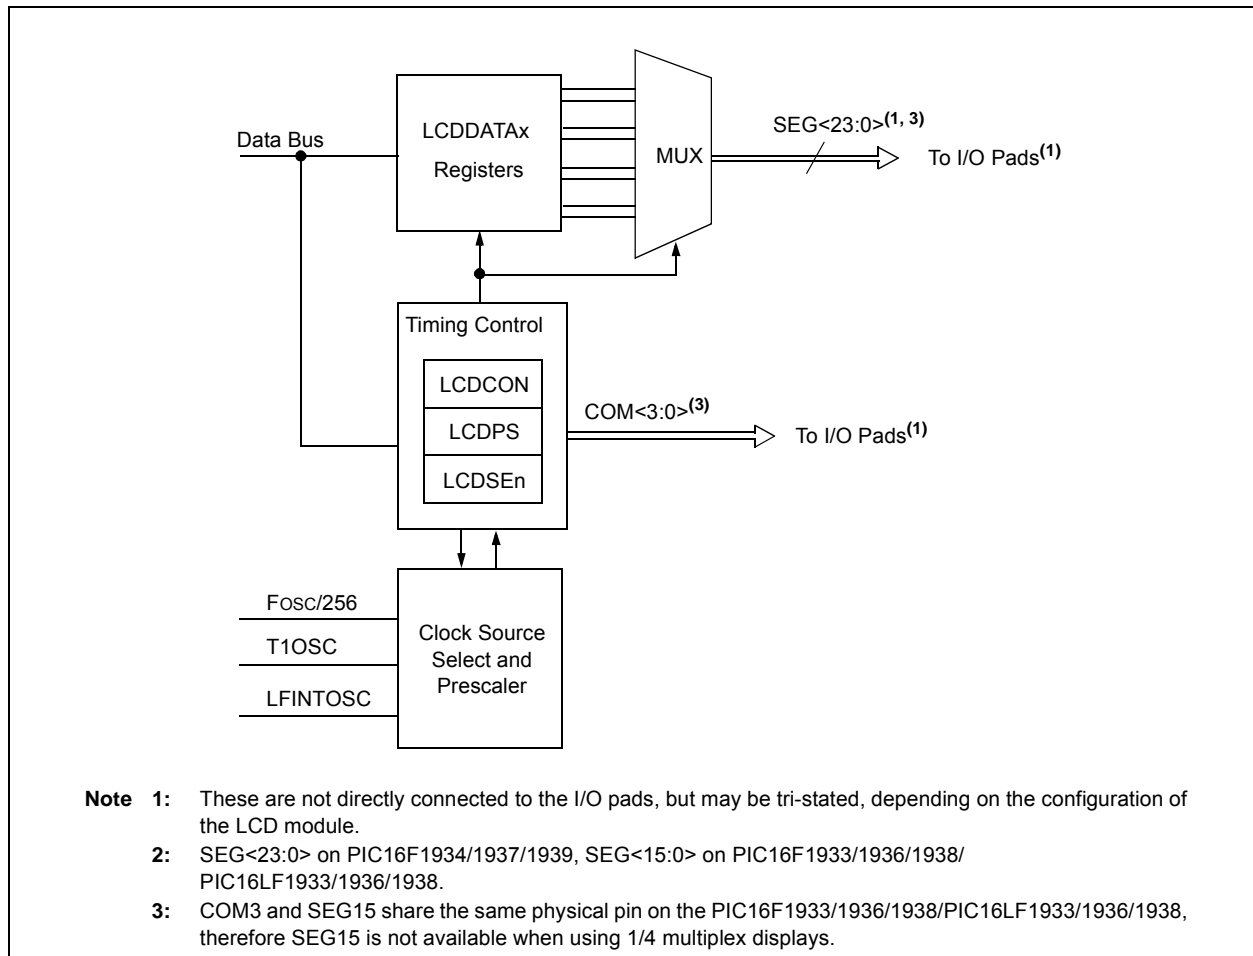 Data Bus
LCDDATAx
Registers
MUX
SEG<23:0>(1, 3)
To I/O Pads(1)
Timing Control
LCDCON
LCDPS
LCDSEn
COM<3:0>(3)
To I/O Pads(1)
FOSC/256
T1OSC
LFINTOSC
Clock Source
Select and
Prescaler
Note 1: These are not directly connected to the I/O pads, but may be tri-stated, depending on the configuration of
the LCD module.
2: SEG<23:0> on PIC16F1934/1937/1939, SEG<15:0> on PIC16F1933/1936/1938/
PIC16LF1933/1936/1938.
3: COM3 and SEG15 share the same physical pin on the PIC16F1933/1936/1938/PIC16LF1933/1936/1938,
therefore SEG15 is not available when using 1/4 multiplex displays.